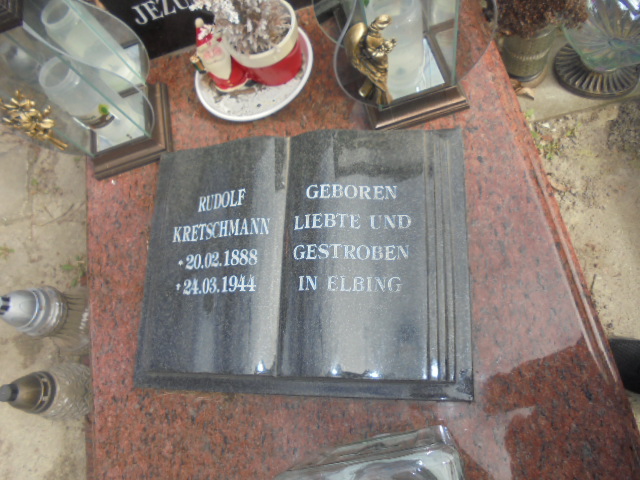 RUDOLF
KRETSCHMANN
20.02.1888
24.03.1944
GEBOREN
LIEBTE UND
GESTROBEN
IN ELBING